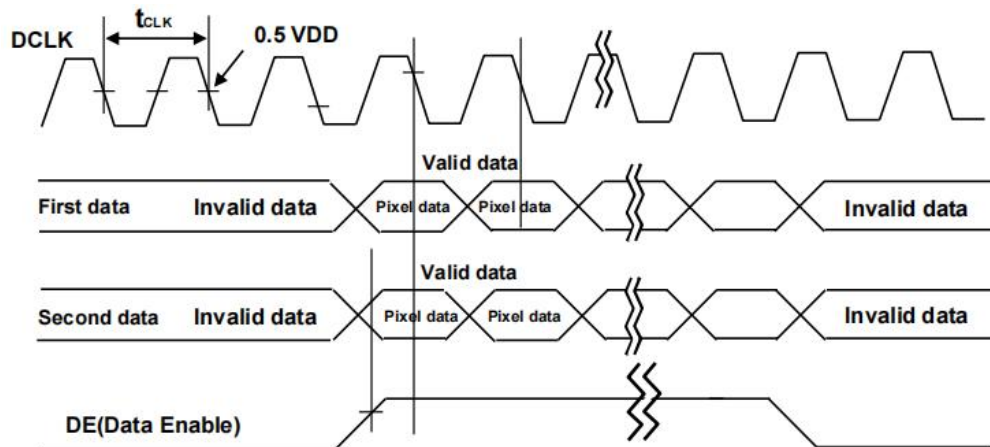 tCLK
DCLK
0.5 VDD
Valid data
First data
Invalid data
Pixel data
Pixel data
Invalid data
Valid data
Second data
Invalid data
Pixel data
Pixel data
Invalid data
DE(Data Enable)